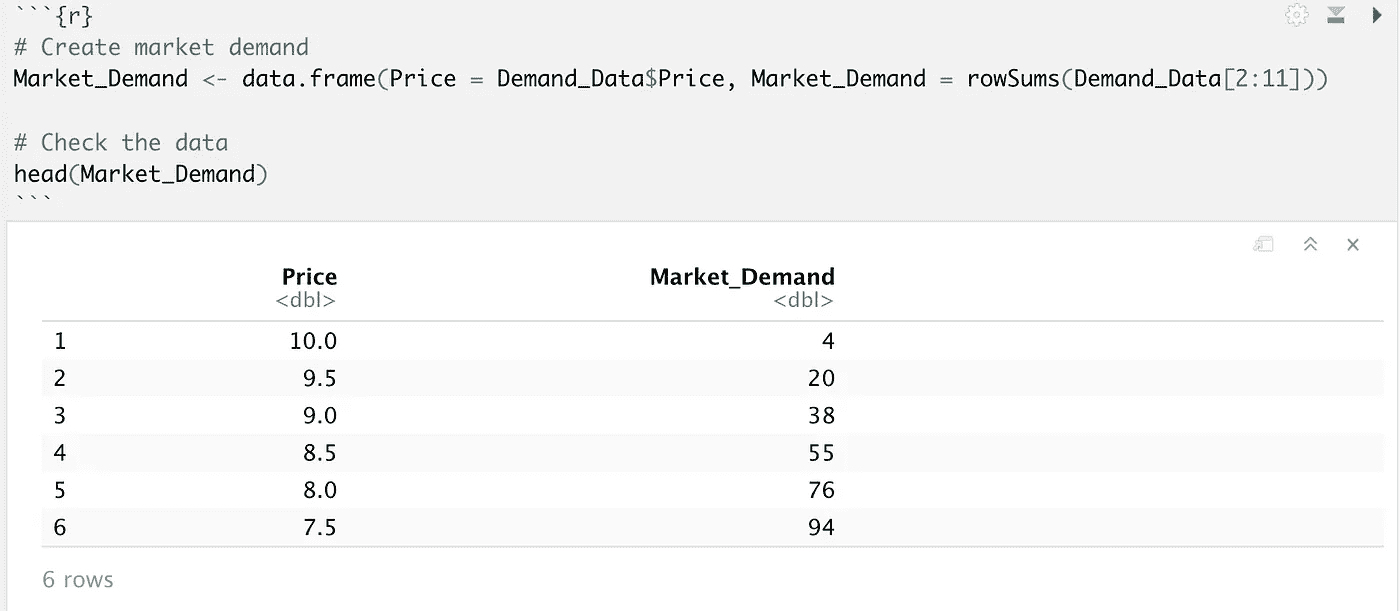 ```{r}
# Create market demand
Market_Demand <- data.frame(Price = Demand_Data$Price, Market_Demand = rowSums(Demand_Data[2:11]))
# Check the data
head(Market_Demand)
```
Price Market_Demand
<dbl> <dbl>
1 10.0 4
2 9.5 20
3 9.0 38
4 8.5 55
5 8.0 76
6 7.5 94
6 rows